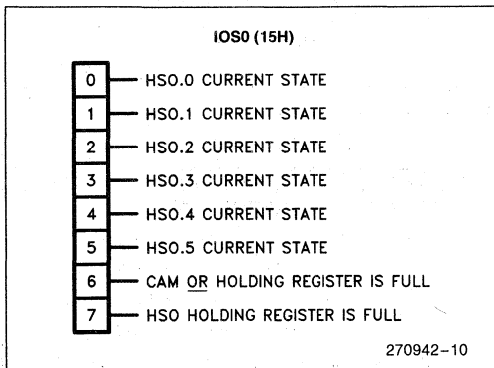 IOS0 (15H)
0 HSO.0 CURRENT STATE
1 HSO.1 CURRENT STATE
2 HSO.2 CURRENT STATE
3 HSO.3 CURRENT STATE
4 HSO.4 CURRENT STATE
5 HSO.5 CURRENT STATE
6 CAM OR HOLDING REGISTER IS FULL
7 HSO HOLDING REGISTER IS FULL
270942-10